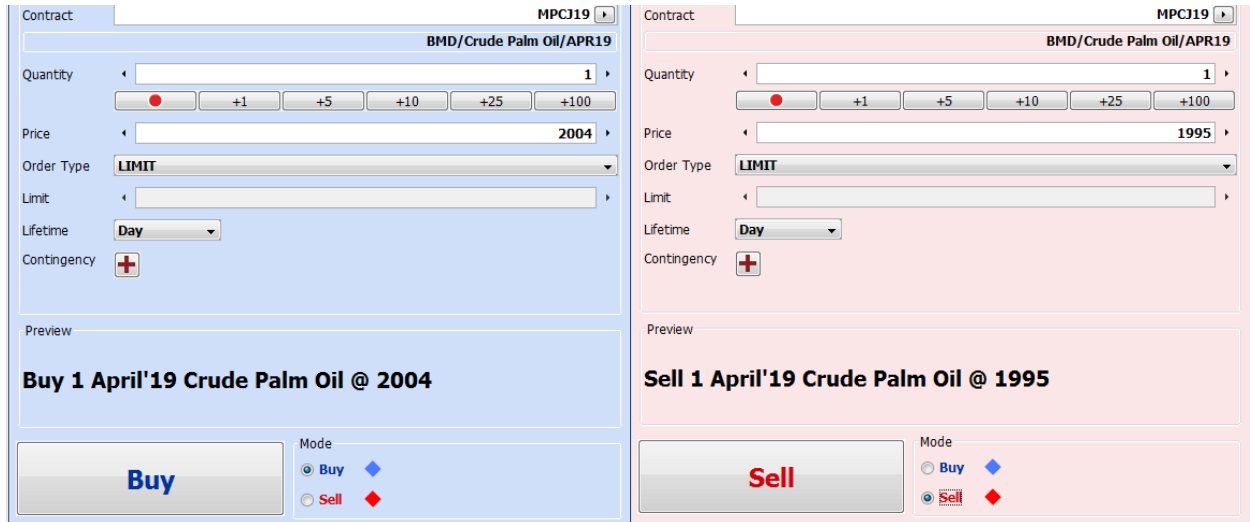 Contract MPCJ19
BMD/Crude Palm Oil/APR19
Quantity 1
+1 +5 +10 +25 +100
Price 2004
Order Type LIMIT
Limit
Lifetime Day
Contingency
Preview
Buy 1 April'19 Crude Palm Oil @ 2004
Buy
Mode
Buy
Sell
Contract MPCJ19
BMD/Crude Palm Oil/APR19
Quantity 1
+1 +5 +10 +25 +100
Price 1995
Order Type LIMIT
Limit
Lifetime Day
Contingency
Preview
Sell 1 April'19 Crude Palm Oil @ 1995
Sell
Mode
Buy
Sell